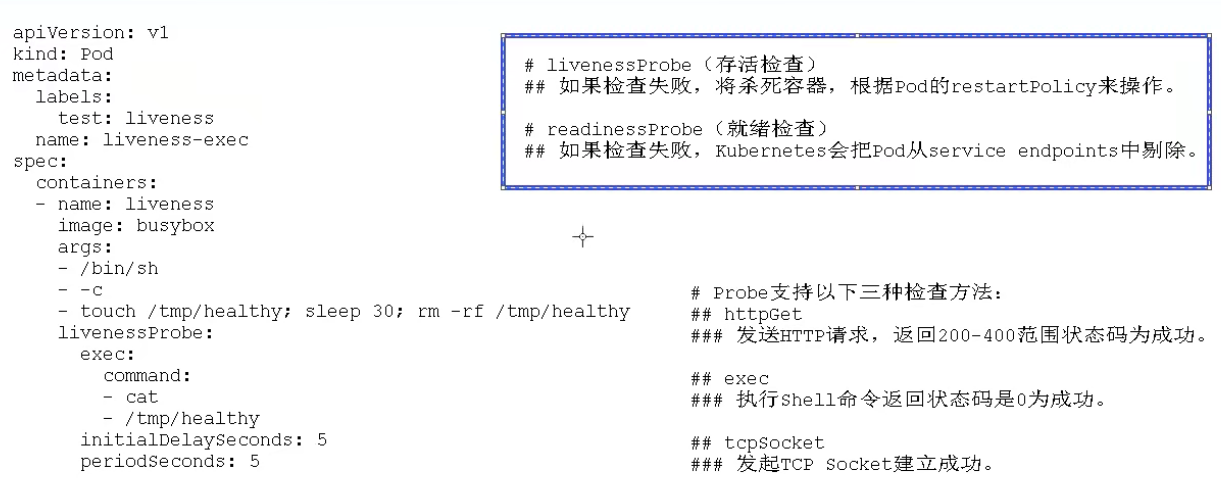 apiVersion: v1
kind: Pod
metadata:
  labels:
    test: liveness
  name: liveness-exec
spec:
  containers:
  - name: liveness
    image: busybox
    args:
    - /bin/sh
    - -c
    - touch /tmp/healthy; sleep 30; rm -rf /tmp/healthy
    livenessProbe:
      exec:
        command:
        - cat
        - /tmp/healthy
      initialDelaySeconds: 5
      periodSeconds: 5
# livenessProbe（存活检查）
## 如果检查失败，将杀死容器，根据Pod的restartPolicy来操作。
# readinessProbe（就绪检查）
## 如果检查失败，Kubernetes会把Pod从service endpoints中剔除。
# Probe支持以下三种检查方法：
## httpGet
### 发送HTTP请求，返回200-400范围状态码为成功。
## exec
### 执行Shell命令返回状态码是0为成功。
## tcpSocket
### 发起TCP Socket建立成功。